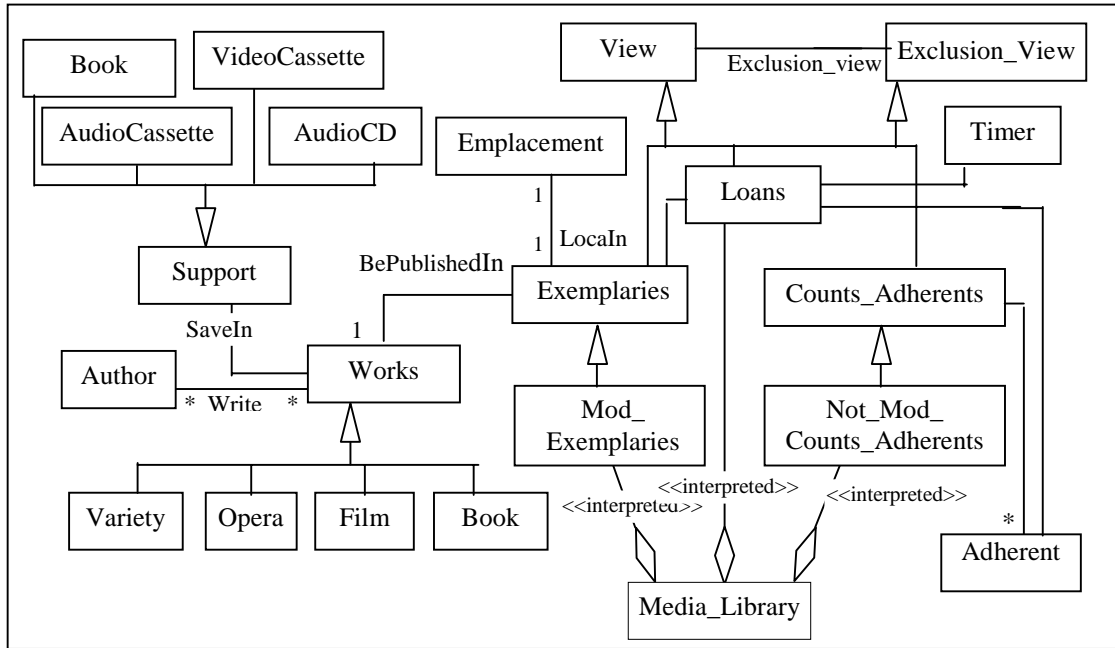 View
Exclusion_View
Exclusion_view
Book
VideoCassette
AudioCassette
AudioCD
Emplacement
Timer
1
Loans
1
LocaIn
BePublishedIn
Support
Exemplaries
Counts_Adherents
SaveIn
1
Author
Works
* Write *
Mod_
Exemplaries
Not_Mod_
Counts_Adherents
<<interpreted>>
<<interpreted>>
<<interpreted>>
Variety
Opera
Film
Book
*
Adherent
Media_Library